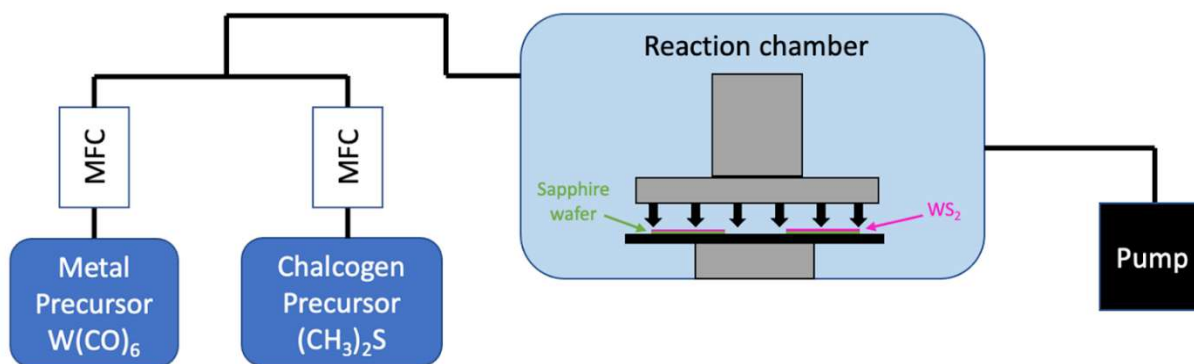 Reaction chamber
MFC
MFC
Sapphire
wafer
WS₂
Metal
Precursor
W(CO)₆
Chalcogen
Precursor
(CH₃)₂S
Pump